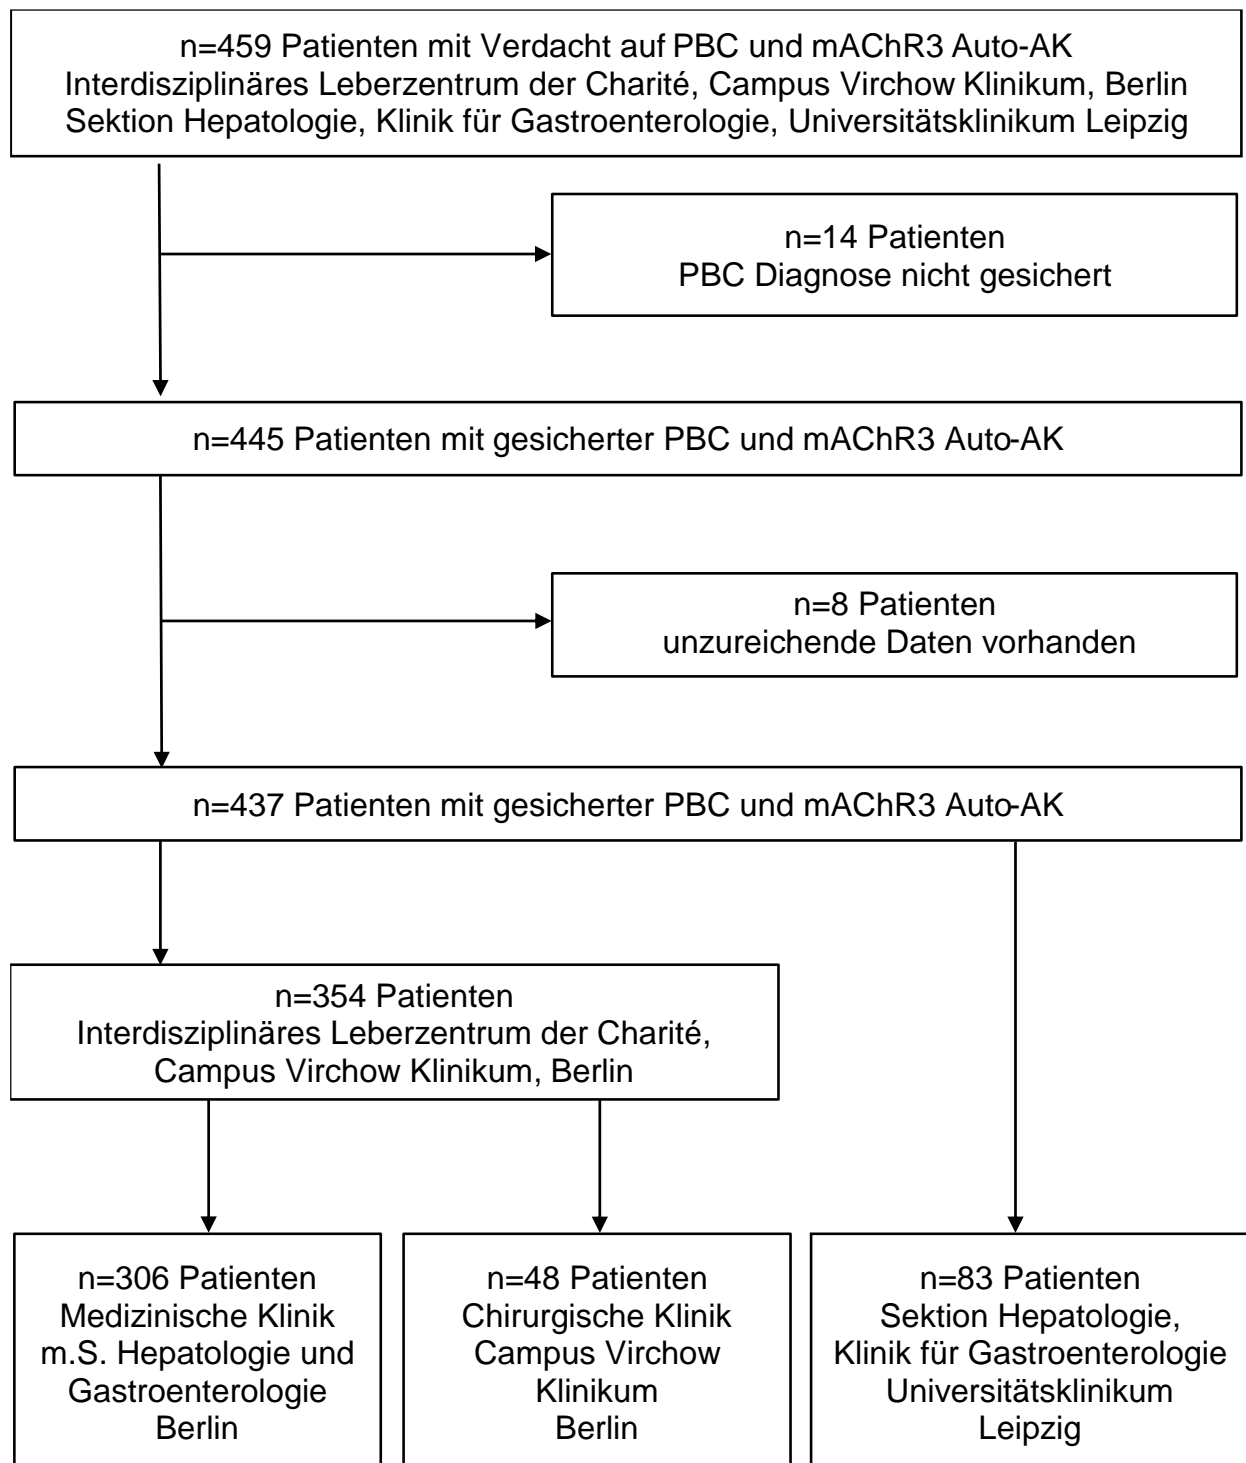 n=459 Patienten mit Verdacht auf PBC und mAChR3 Auto-AK
Interdisziplinäres Leberzentrum der Charité, Campus Virchow Klinikum, Berlin
Sektion Hepatologie, Klinik für Gastroenterologie, Universitätsklinikum Leipzig
n=14 Patienten
PBC Diagnose nicht gesichert
n=445 Patienten mit gesicherter PBC und mAChR3 Auto-AK
n=8 Patienten
unzureichende Daten vorhanden
n=437 Patienten mit gesicherter PBC und mAChR3 Auto-AK
n=354 Patienten
Interdisziplinäres Leberzentrum der Charité,
Campus Virchow Klinikum, Berlin
n=306 Patienten
Medizinische Klinik
m.S. Hepatologie und
Gastroenterologie
Berlin
n=48 Patienten
Chirurgische Klinik
Campus Virchow
Klinikum
Berlin
n=83 Patienten
Sektion Hepatologie,
Klinik für Gastroenterologie
Universitätsklinikum
Leipzig